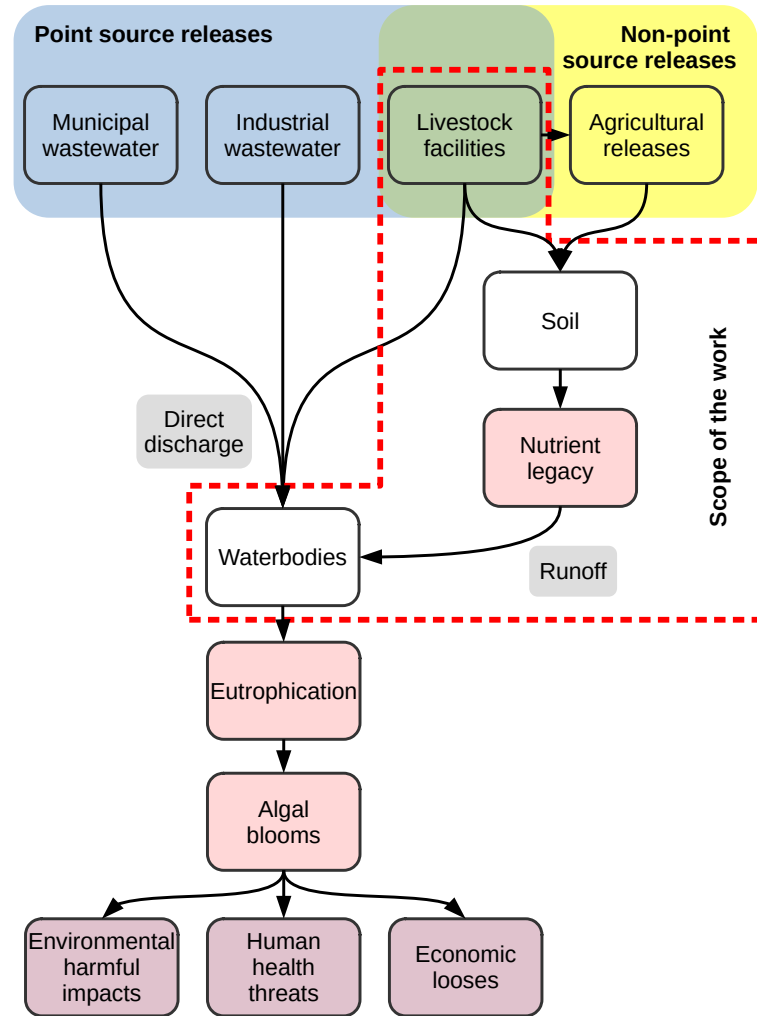 Point source releases
Non-point
source releases
Municipal
wastewater
Industrial
wastewater
Livestock
facilities
Agricultural
releases
Soil
Scope of the work
Direct
discharge
Nutrient
legacy
Waterbodies
Runoff
Eutrophication
Algal
blooms
Environmental
harmful
impacts
Human
health
threats
Economic
looses